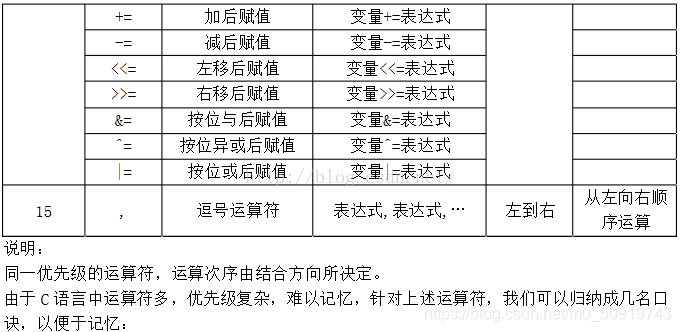 += 加后赋值 变量+=表达式
-= 减后赋值 变量-=表达式
<<= 左移后赋值 变量<<=表达式
>>= 右移后赋值 变量>>=表达式
&= 按位与后赋值 变量&=表达式
^= 按位异或后赋值 变量^=表达式
|= 按位或后赋值 变量|=表达式
http://blog.csdn.net/
15 , 逗号运算符 表达式,表达式,… 左到右 从左向右顺
序运算
说明：
同一优先级的运算符，运算次序由结合方向所决定。
由于 C 语言中运算符多，优先级复杂，难以记忆，针对上述运算符，我们可以归纳成几名口
诀，以便于记忆：
https://blog.csdn.net/m0_50919743